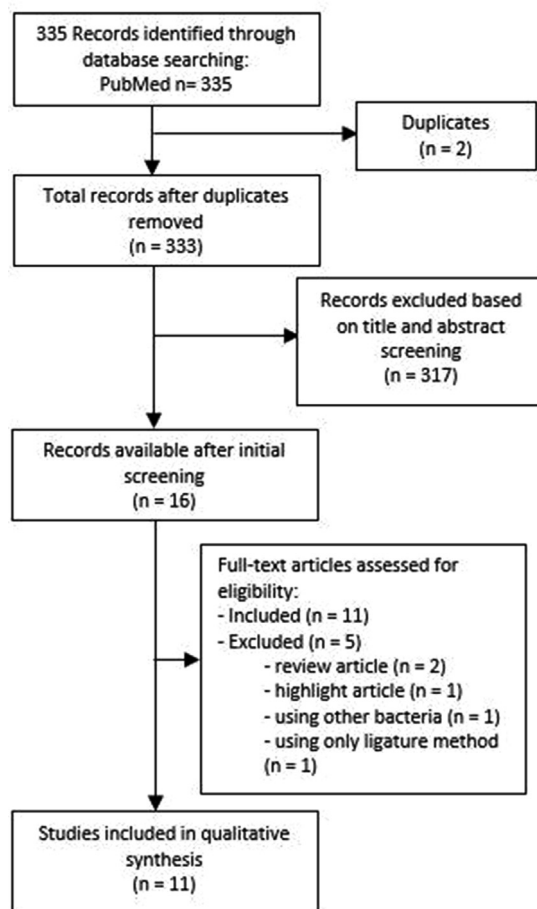 335 Records identified through
database searching:
PubMed n= 335
Duplicates
(n = 2)
Total records after duplicates
removed
(n = 333)
Records excluded based
on title and abstract
screening
(n = 317)
Records available after initial
screening
(n = 16)
Full-text articles assessed for
eligibility:
- Included (n = 11)
- Excluded (n = 5)
- review article (n = 2)
- highlight article (n = 1)
- using other bacteria (n = 1)
- using only ligature method
(n = 1)
Studies included in qualitative
synthesis
(n = 11)